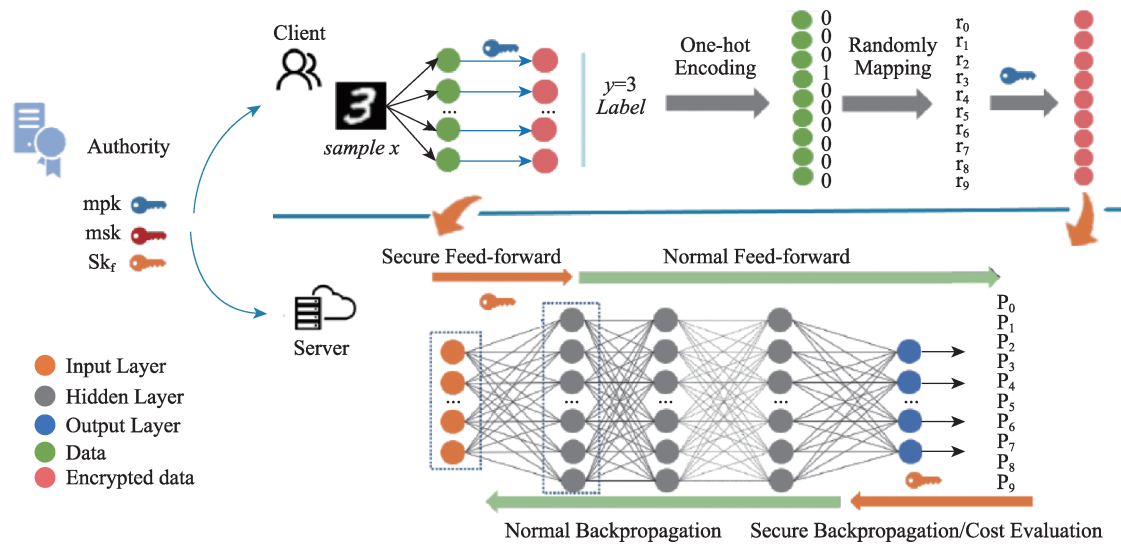 Client
sample x
...
...
y=3
Label
One-hot
Encoding
0
0
0
1
0
0
0
0
0
0
Randomly
Mapping
r0
r1
r2
r3
r4
r5
r6
r7
r8
r9
Authority
mpk
msk
Skf
Server
Input Layer
Hidden Layer
Output Layer
Data
Encrypted data
Secure Feed-forward
Normal Feed-forward
...
...
...
...
...
P0
P1
P2
P3
P4
P5
P6
P7
P8
P9
Normal Backpropagation
Secure Backpropagation/Cost Evaluation
3